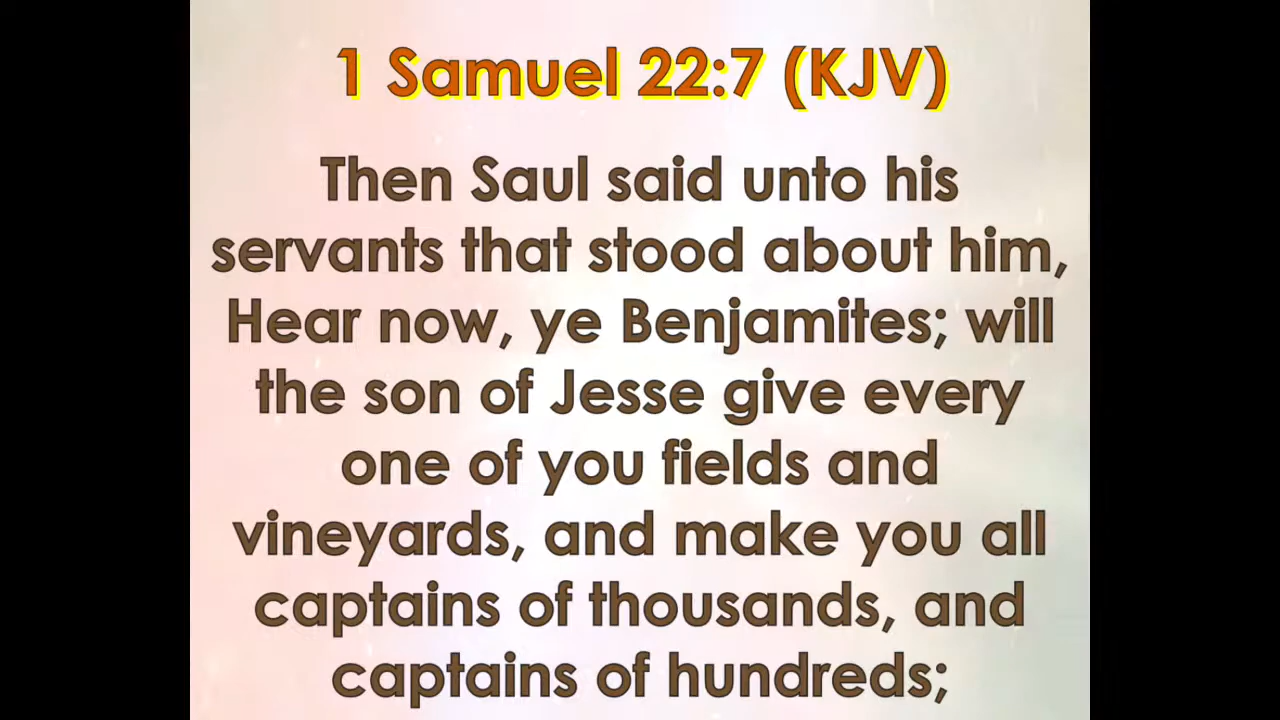 1 Samuel 22:7 (KJV)
Then Saul said unto his
servants that stood about him,
Hear now, ye Benjamites; will
the son of Jesse give every
one of you fields and
vineyards, and make you all
captains of thousands, and
captains of hundreds;